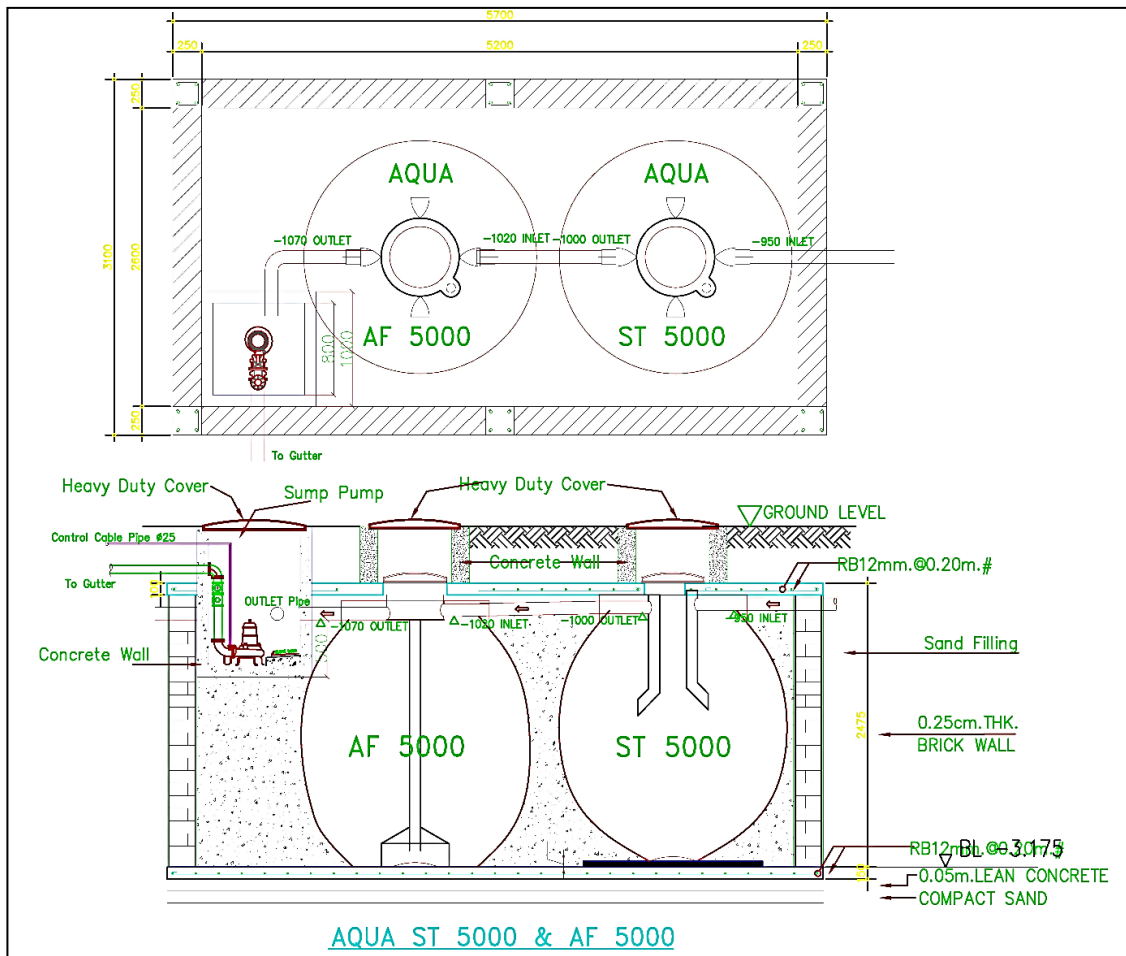 5700
250
5200
250
250
3100
2600
250
AQUA
AQUA
-1070 OUTLET
-1020 INLET
-1000 OUTLET
-950 INLET
AF 5000
ST 5000
800
1000
To Gutter
Heavy Duty Cover
Sump Pump
Heavy Duty Cover
GROUND LEVEL
Control Cable Pipe ø25
Concrete Wall
RB12mm.@0.20m.#
To Gutter
OUTLET Pipe
-1070 OUTLET
-1020 INLET
-1000 OUTLET
-950 INLET
Concrete Wall
Sand Filling
2475
0.25cm.THK.
BRICK WALL
AF 5000
ST 5000
RB12mm.@0.20m.#
BL -3.175
0.05m.LEAN CONCRETE
COMPACT SAND
AQUA ST 5000 & AF 5000